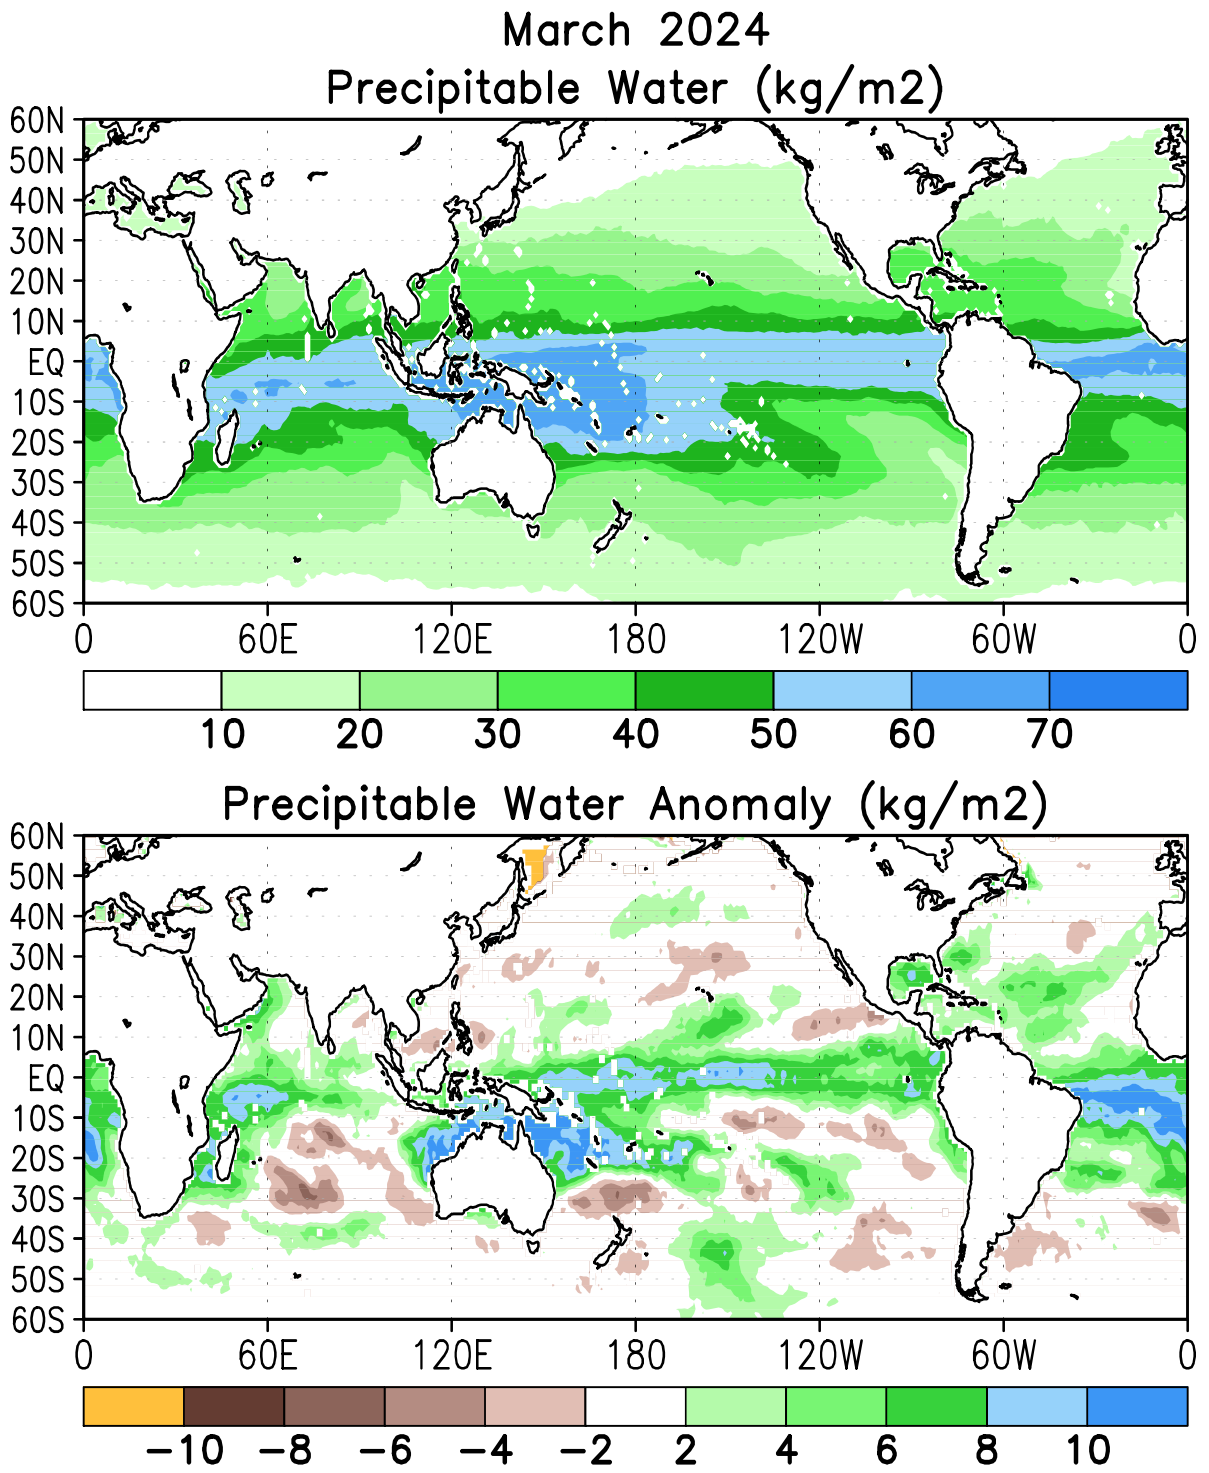 March 2024
Precipitable Water (kg/m2)
60N
50N
40N
30N
20N
10N
EQ
10S
20S
30S
40S
50S
60S
0 60E 120E 180 120W 60W 0
10 20 30 40 50 60 70
Precipitable Water Anomaly (kg/m2)
60N
50N
40N
30N
20N
10N
EQ
10S
20S
30S
40S
50S
60S
0 60E 120E 180 120W 60W 0
−10 −8 −6 −4 −2 2 4 6 8 10